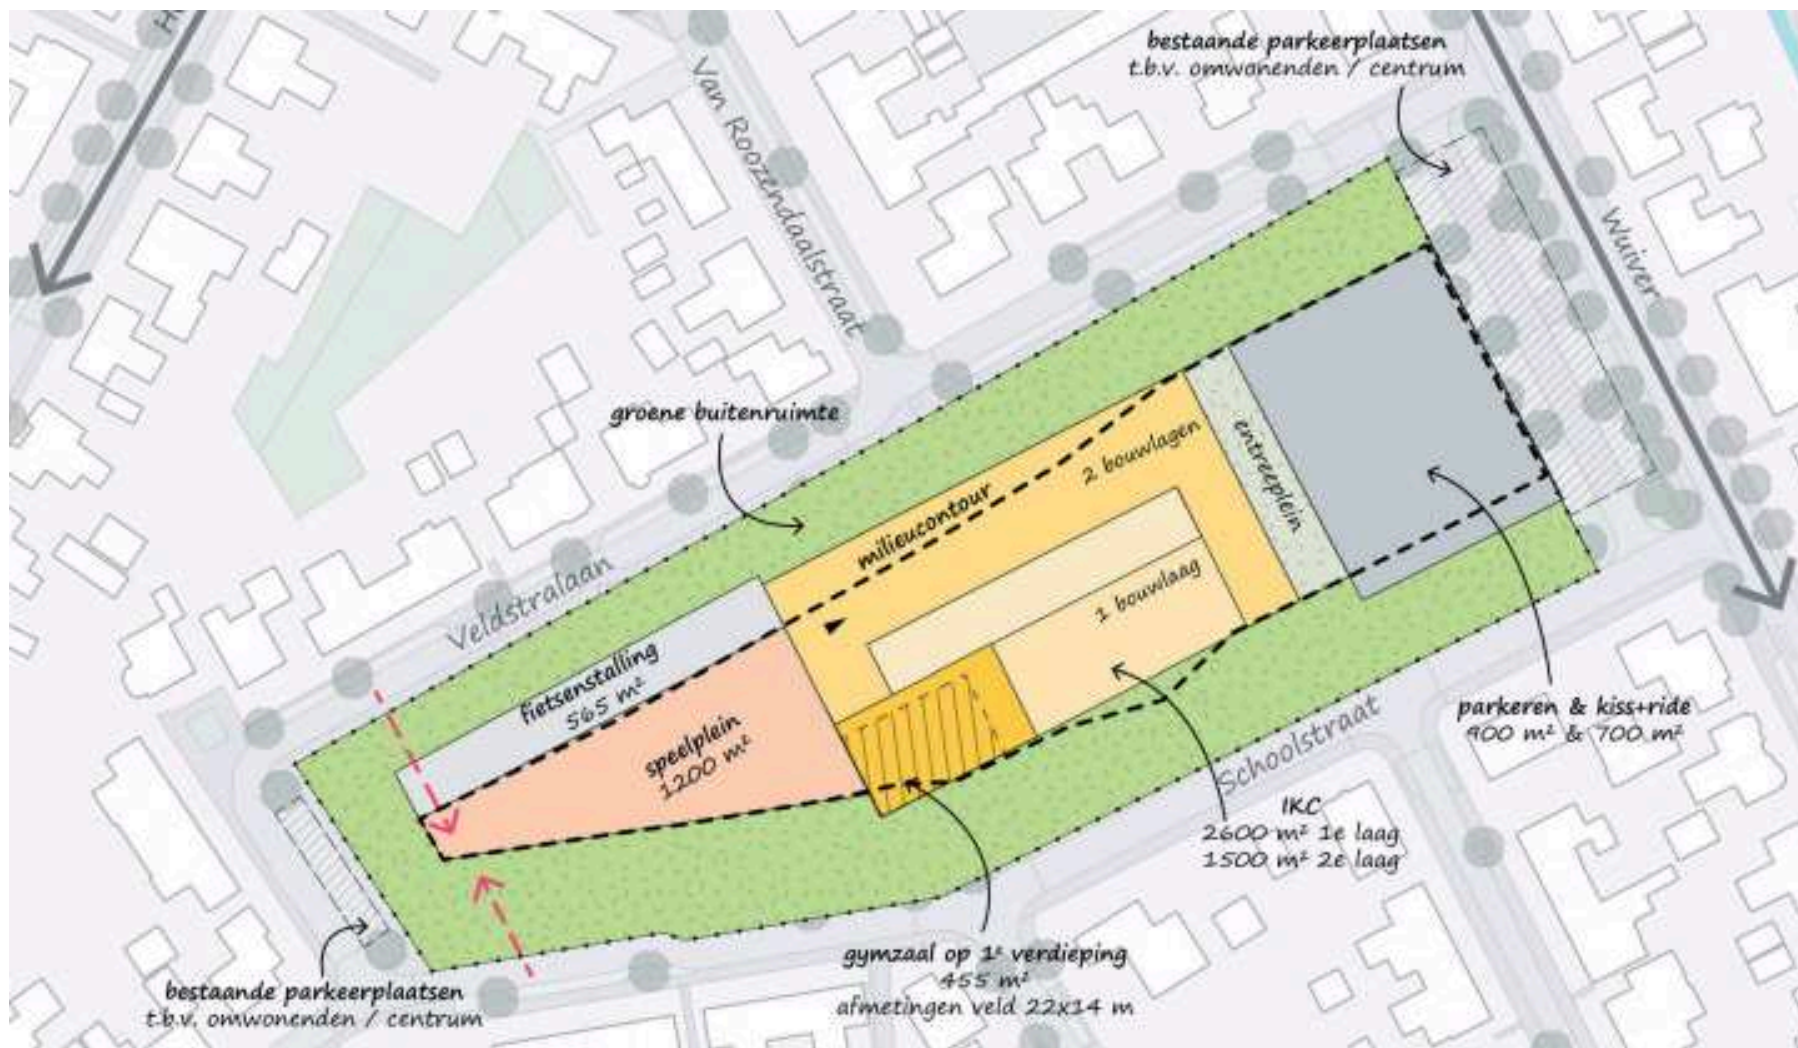 H
bestaande parkeerplaatsen
t.b.v. omwonenden / centrum
Van Roozendaalstraat
Wuiver
groene buitenruimte
2 bouwlagen
entreeplein
milieucontour
1 bouwlaag
Veldstralaan
fietsenstalling
565 m²
speelplein
1200 m²
parkeren & kiss+ride
900 m² & 700 m²
Schoolstraat
IKC
2600 m² 1e laag
1500 m² 2e laag
gymzaal op 1ᵉ verdieping
455 m²
afmetingen veld 22x14 m
bestaande parkeerplaatsen
t.b.v. omwonenden / centrum